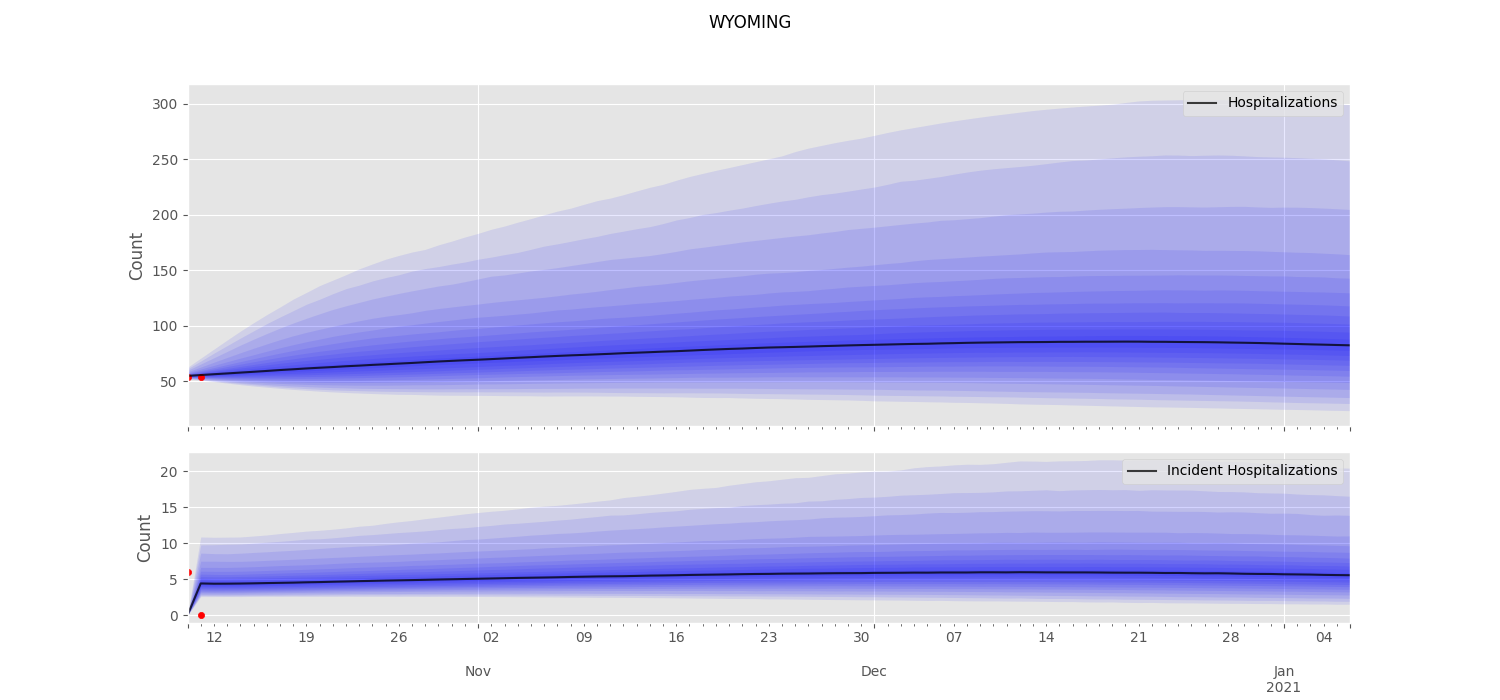 WYOMING
Hospitalizations
300
250
200
150
100
50
Count
Incident Hospitalizations
20
15
10
5
0
Count
12 19 26 02 09 16 23 30 07 14 21 28 04
Nov Dec Jan
2021